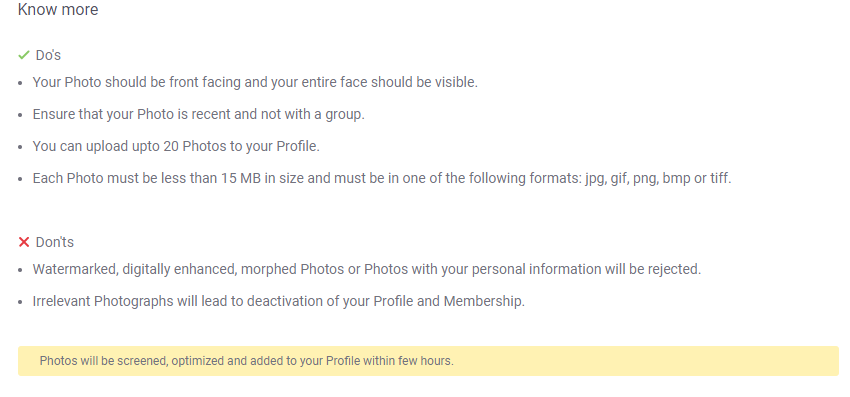 Know more
Do's
Your Photo should be front facing and your entire face should be visible.
Ensure that your Photo is recent and not with a group.
You can upload upto 20 Photos to your Profile.
Each Photo must be less than 15 MB in size and must be in one of the following formats: jpg, gif, png, bmp or tiff.
Don'ts
Watermarked, digitally enhanced, morphed Photos or Photos with your personal information will be rejected.
Irrelevant Photographs will lead to deactivation of your Profile and Membership.
Photos will be screened, optimized and added to your Profile within few hours.